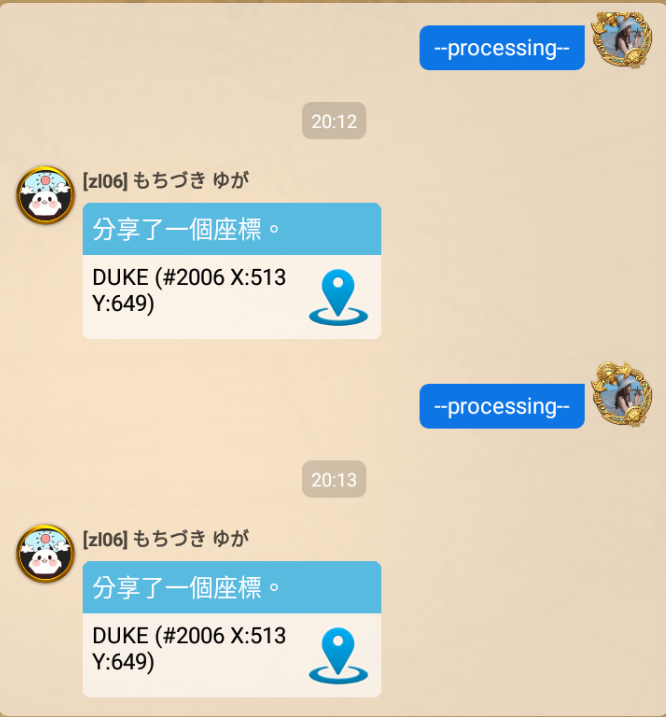 --processing--
20:12
[zl06] もちづき ゆが
分享了一個座標。
DUKE (#2006 X:513
Y:649)
--processing--
20:13
[zl06] もちづき ゆが
分享了一個座標。
DUKE (#2006 X:513
Y:649)